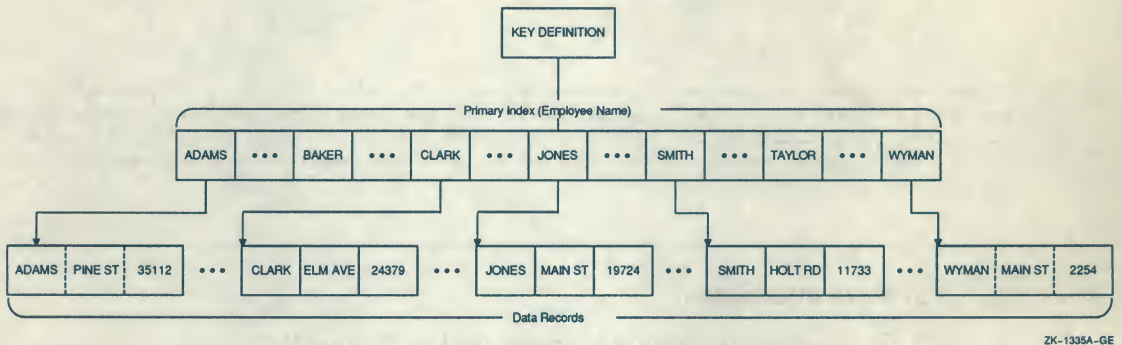 KEY DEFINITION
Primary Index (Employee Name)
ADAMS ••• BAKER ••• CLARK ••• JONES ••• SMITH ••• TAYLOR ••• WYMAN
ADAMS PINE ST 35112 ••• CLARK ELM AVE 24379 ••• JONES MAIN ST 19724 ••• SMITH HOLT RD 11733 ••• WYMAN MAIN ST 2254
Data Records
ZK-1335A-GE